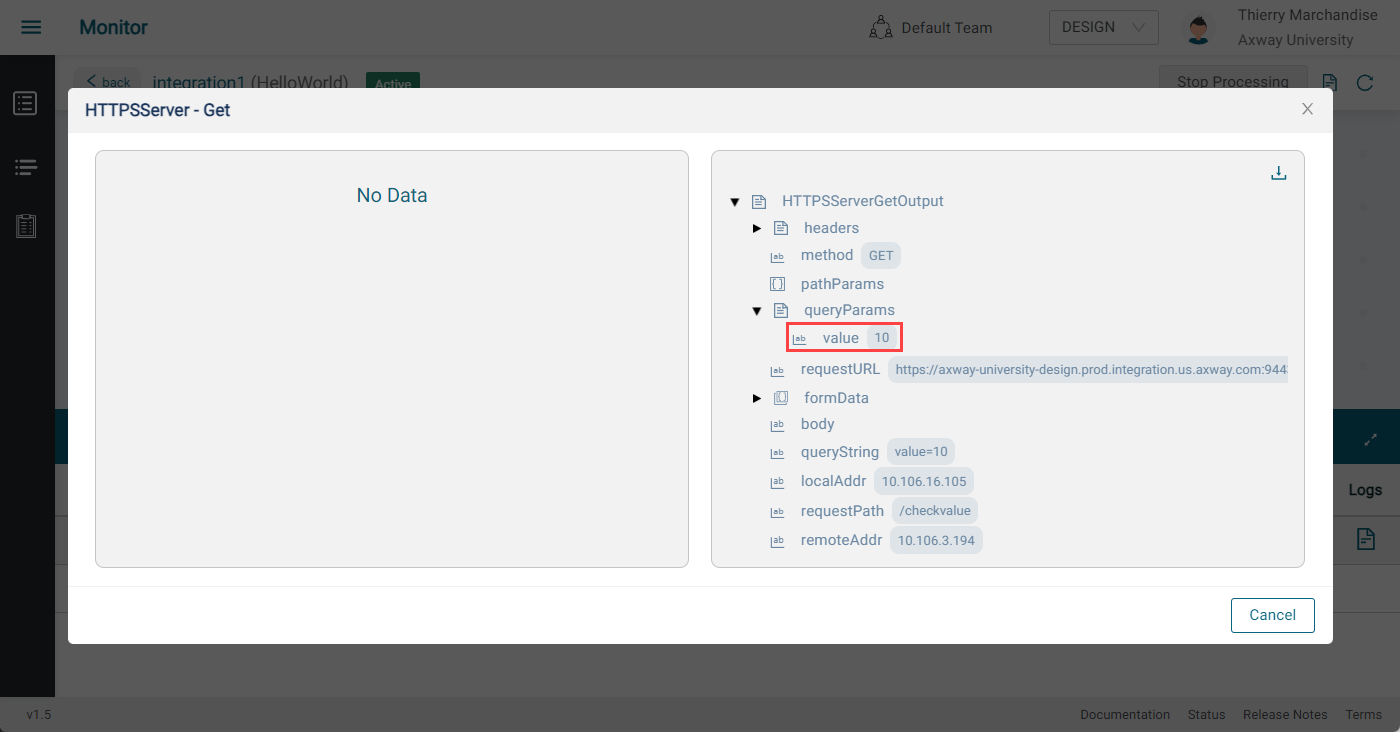 Monitor
Default Team
DESIGN
Thierry Marchandise
Axway University
back
integration1 (HelloWorld)
Active
Stop Processing
HTTPSServer - Get
No Data
HTTPSServerGetOutput
headers
method GET
pathParams
queryParams
value 10
requestURL https://axway-university-design.prod.integration.us.axway.com:944
formData
body
queryString value=10
localAddr 10.106.16.105
requestPath /checkvalue
remoteAddr 10.106.3.194
Logs
Cancel
v1.5
Documentation Status Release Notes Terms